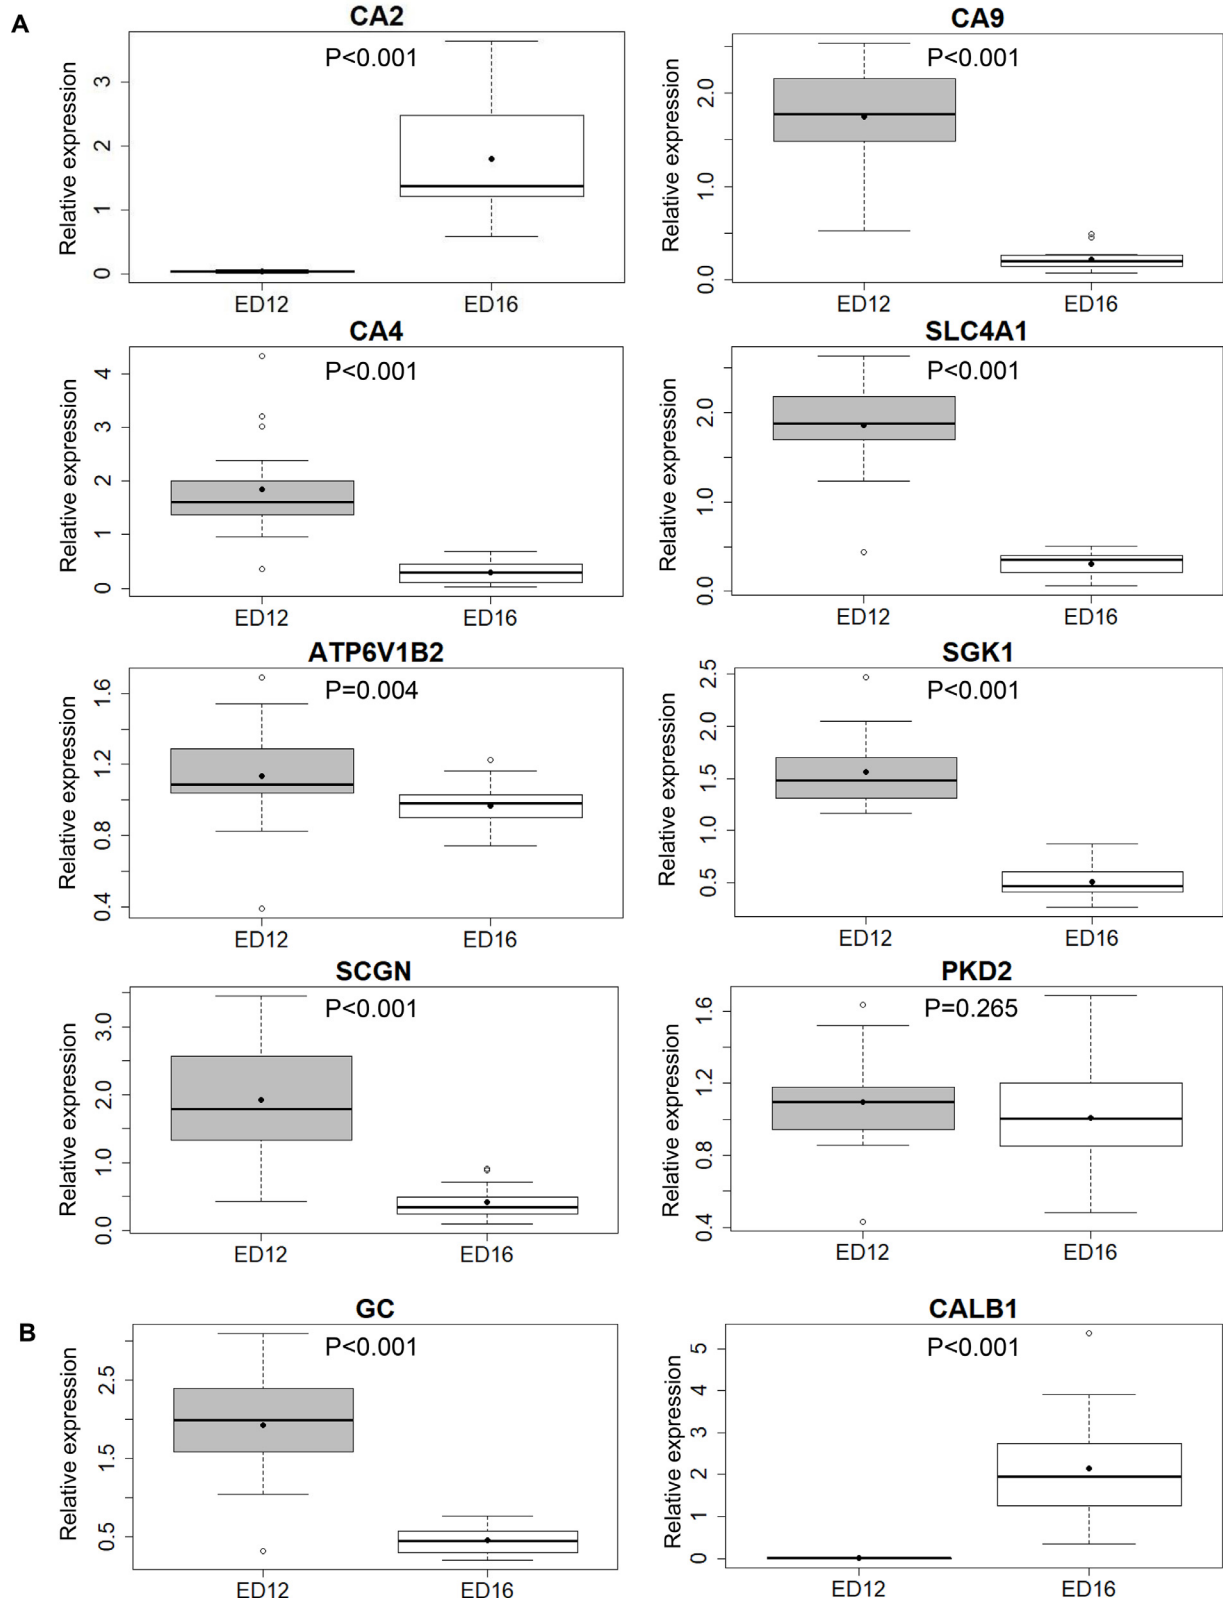 A
CA2
P<0.001
Relative expression
3
2
1
0
ED12
ED16
CA9
P<0.001
Relative expression
2.0
1.0
0.0
ED12
ED16
CA4
P<0.001
Relative expression
4
3
2
1
0
ED12
ED16
SLC4A1
P<0.001
Relative expression
2.0
1.0
0.0
ED12
ED16
ATP6V1B2
P=0.004
Relative expression
1.6
1.2
0.8
0.4
ED12
ED16
SGK1
P<0.001
Relative expression
2.5
2.0
1.5
1.0
0.5
ED12
ED16
SCGN
P<0.001
Relative expression
3.0
2.0
1.0
0.0
ED12
ED16
PKD2
P=0.265
Relative expression
1.6
1.2
0.8
0.4
ED12
ED16
B
GC
P<0.001
Relative expression
2.5
1.5
0.5
ED12
ED16
CALB1
P<0.001
Relative expression
5
4
3
2
1
0
ED12
ED16